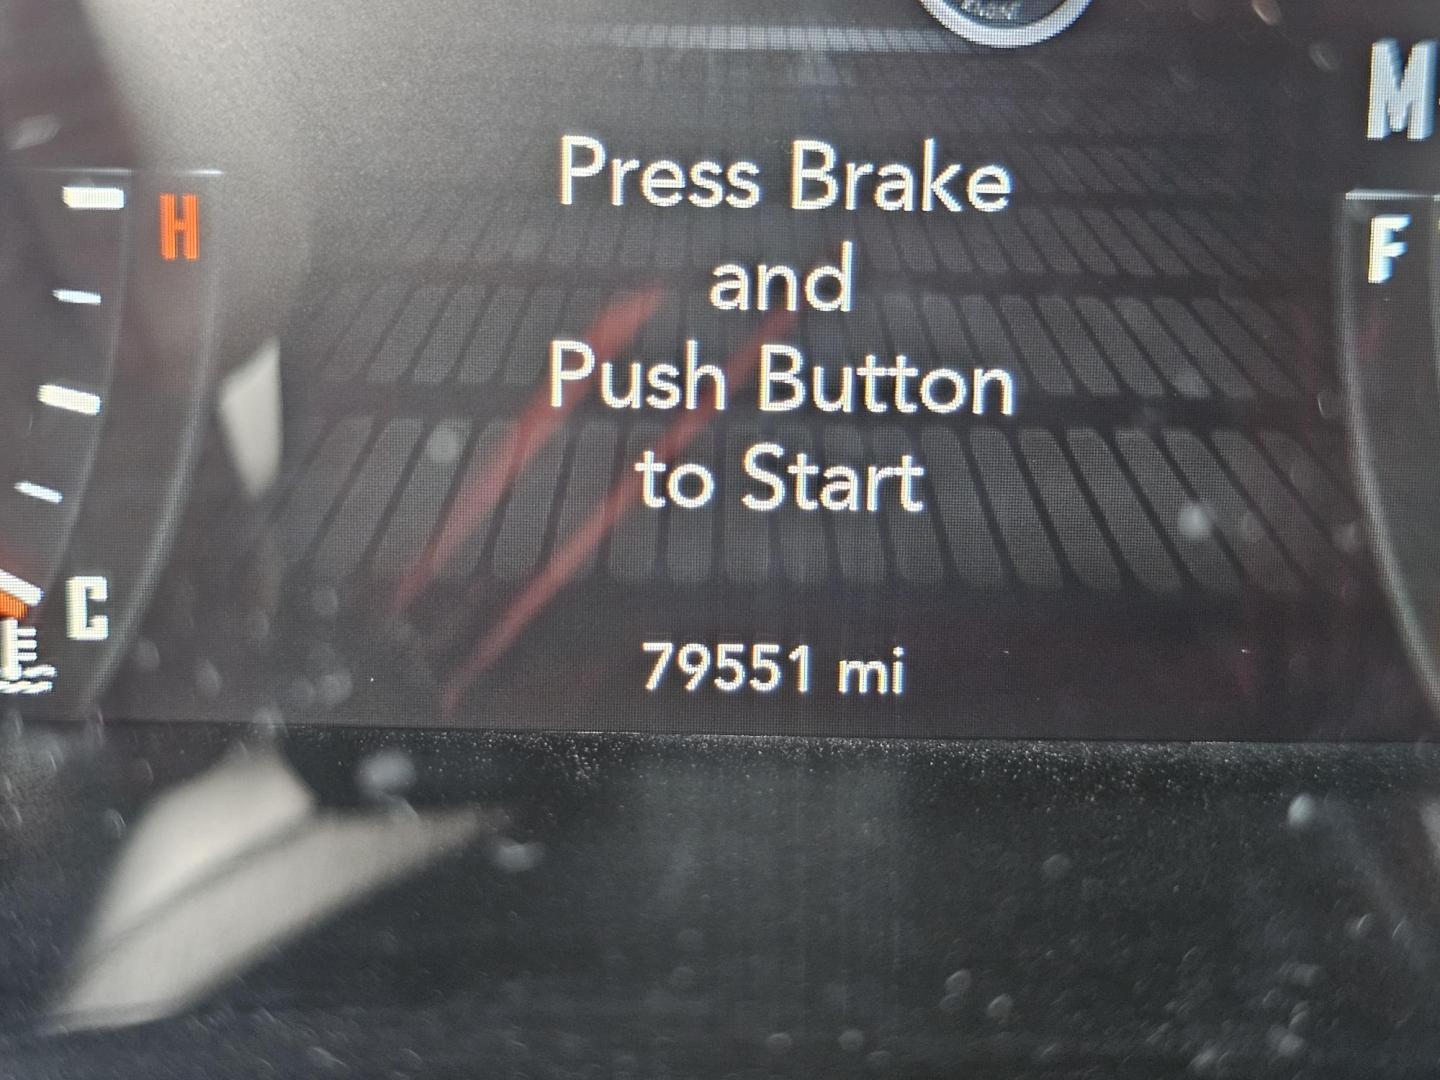 M
H
F
Press Brake
and
Push Button
to Start
C
79551 mi